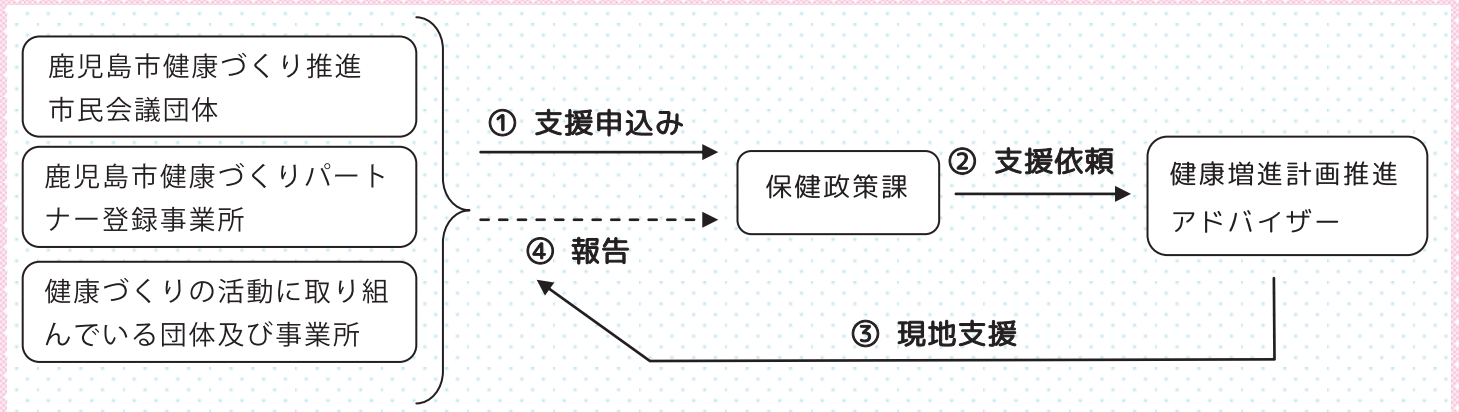 鹿児島市健康づくり推進
市民会議団体
鹿児島市健康づくりパート
ナー登録事業所
健康づくりの活動に取り組
んでいる団体及び事業所
① 支援申込み
④ 報告
保健政策課
② 支援依頼
健康増進計画推進
アドバイザー
③ 現地支援